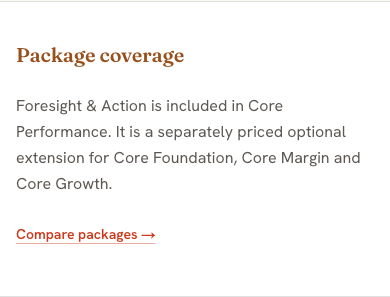 Package coverage
Foresight & Action is included in Core
Performance. It is a separately priced optional
extension for Core Foundation, Core Margin and
Core Growth.
Compare packages →